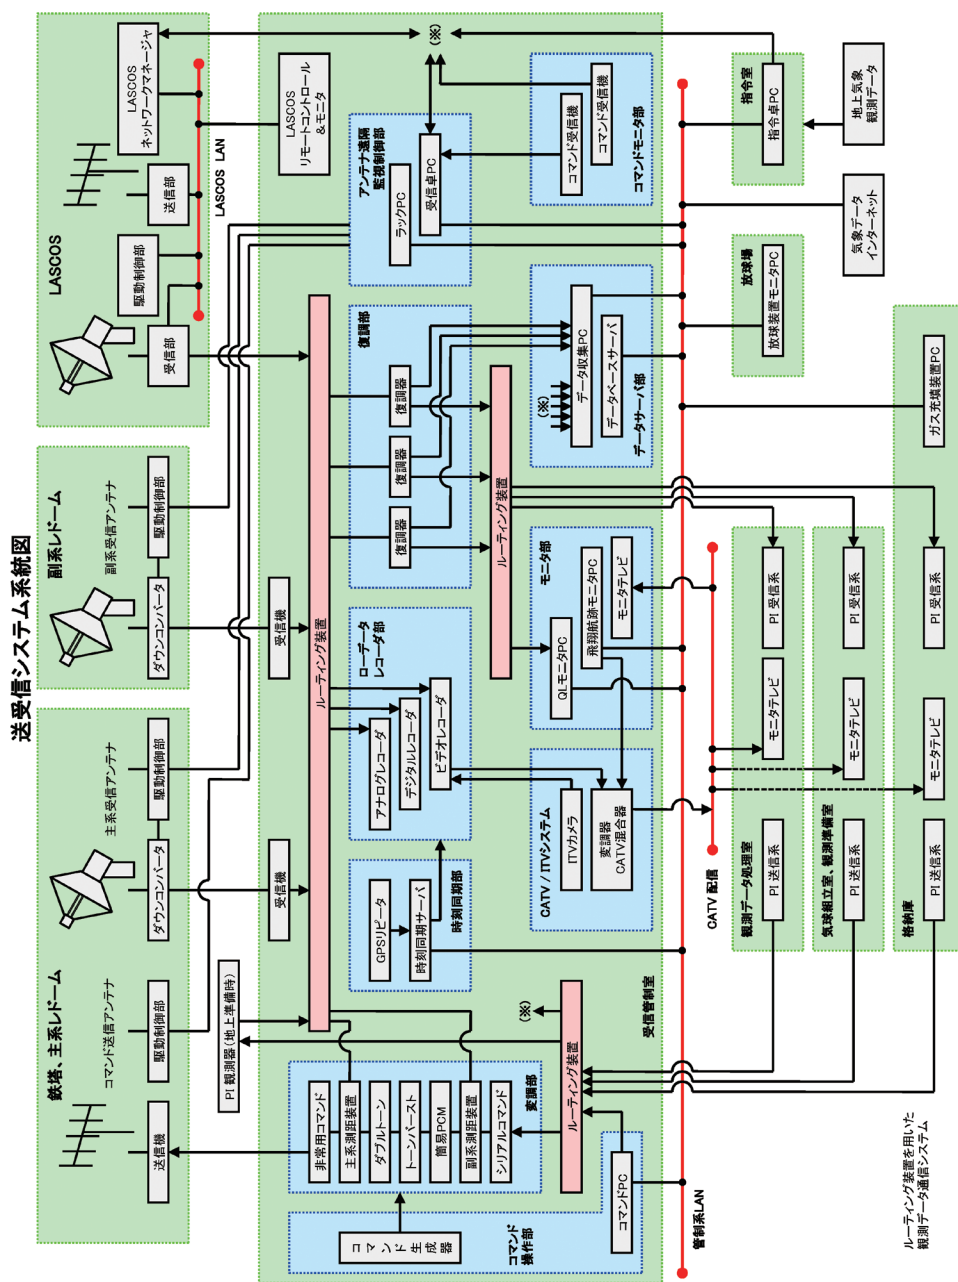 送受信システム系統図
鉄塔、主系レドーム
コマンド送信アンテナ
送信機
駆動制御部
主系受信アンテナ
ダウンコンバータ
駆動制御部
副系レドーム
副系受信アンテナ
ダウンコンバータ
駆動制御部
LASCOS
受信部
駆動制御部
送信部
LASCOS
ネットワークマネージャ
LASCOS LAN
PI 観測器(地上準備時)
受信機
受信機
LASCOS
リモートコントロール
&モニタ
(※)
ルーティング装置
非常用コマンド
主系測距装置
ダブルトーン
トーンバースト
簡易PCM
副系測距装置
シリアルコマンド
変調部
コマンド生成器
コマンド
操作部
コマンドPC
ルーティング装置
(※)
受信管制室
GPSリピータ
時刻同期サーバ
時刻同期部
ローデータ
レコーダ部
アナログレコーダ
デジタルレコーダ
ビデオレコーダ
復調部
復調器
復調器
復調器
アンテナ遠隔
監視制御部
ラックPC
受信卓PC
ルーティング装置
CATV / ITVシステム
ITVカメラ
変調器
CATV混合器
モニタ部
QLモニタPC
飛翔航跡モニタPC
モニタテレビ
(※)
データ収集PC
データベースサーバ
データサーバ部
コマンド受信機
コマンド受信機
コマンドモニタ部
管制系LAN
CATV 配信
観測データ処理室
PI 送信系
モニタテレビ
PI 受信系
気球組立室、観測準備室
PI 送信系
モニタテレビ
PI 受信系
格納庫
PI 送信系
モニタテレビ
PI 受信系
ガス充填装置PC
放球場
放球装置モニタPC
指令室
指令卓PC
気象データ
インターネット
地上気象
観測データ
ルーティング装置を用いた
観測データ通信システム